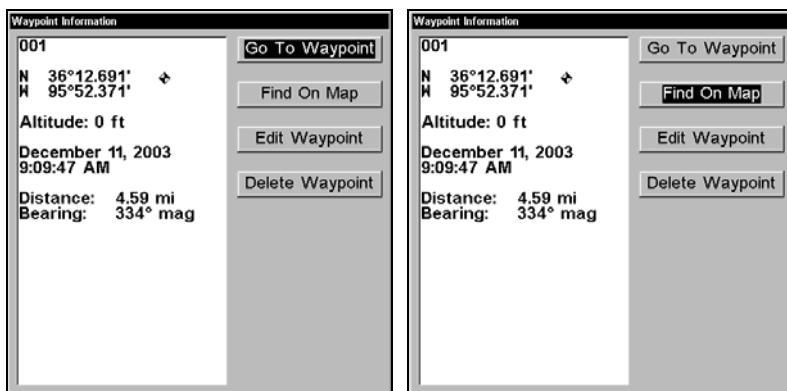 Waypoint Information
001
N 36°12.691'
W 95°52.371'
Altitude: 0 ft
December 11, 2003
9:09:47 AM
Distance: 4.59 mi
Bearing: 334° mag
Go To Waypoint
Find On Map
Edit Waypoint
Delete Waypoint
Waypoint Information
001
N 36°12.691'
W 95°52.371'
Altitude: 0 ft
December 11, 2003
9:09:47 AM
Distance: 4.59 mi
Bearing: 334° mag
Go To Waypoint
Find On Map
Edit Waypoint
Delete Waypoint